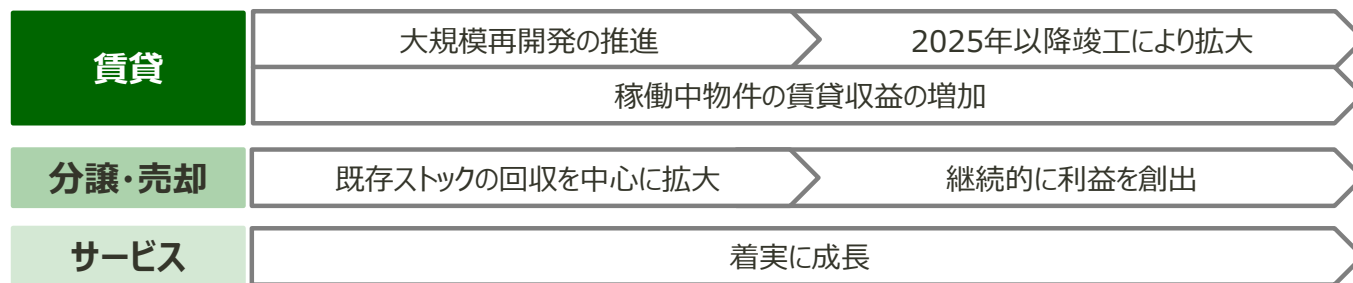 賃貸
大規模再開発の推進
2025年以降竣工により拡大
稼働中物件の賃貸収益の増加
分譲・売却
既存ストックの回収を中心に拡大
継続的に利益を創出
サービス
着実に成長